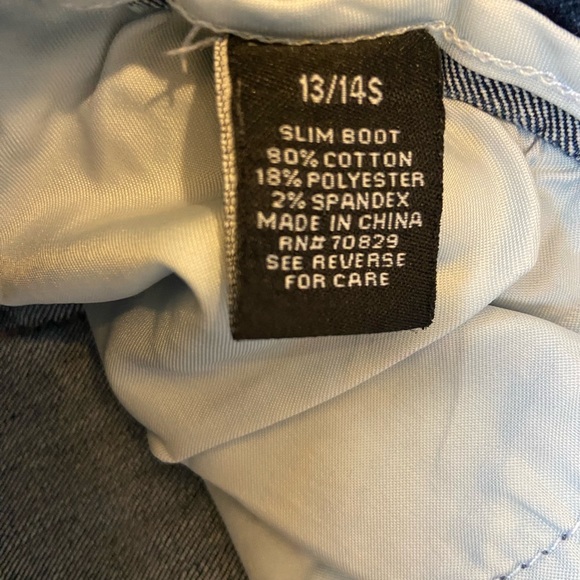 13/14S
SLIM BOOT
80% COTTON
18% POLYESTER
2% SPANDEX
MADE IN CHINA
RN# 70829
SEE REVERSE
FOR CARE